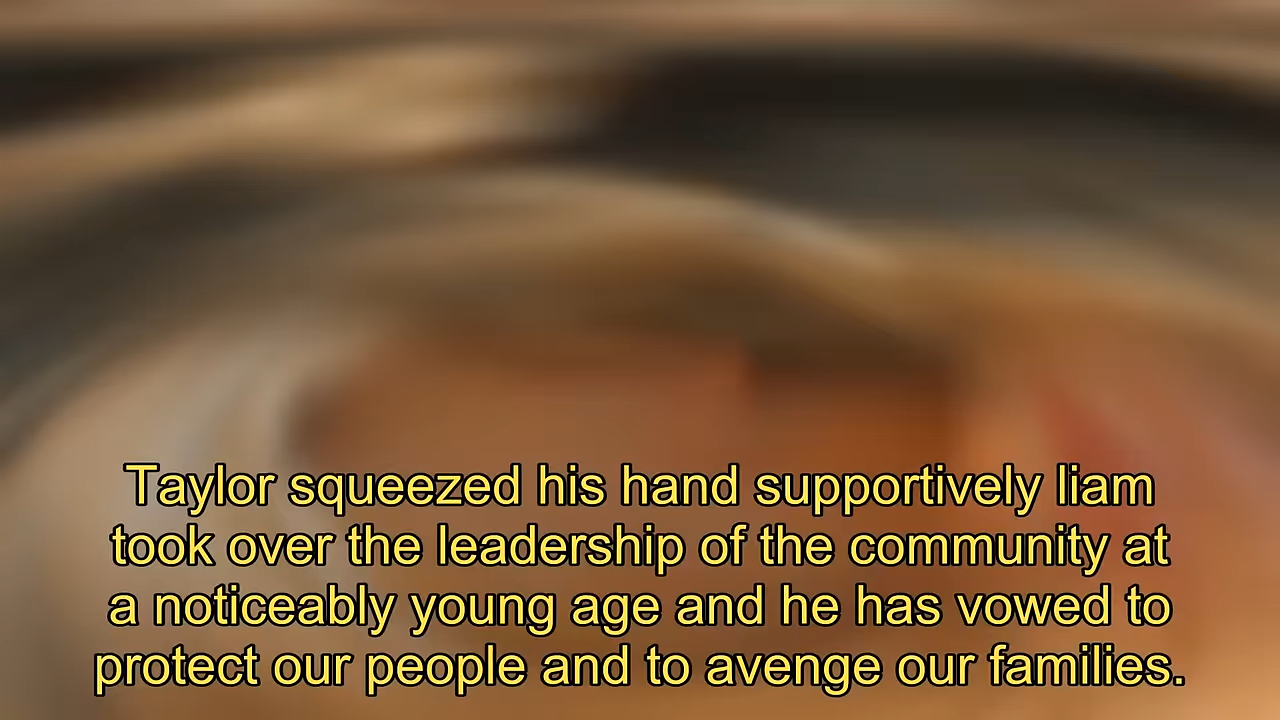 Taylor squeezed his hand supportively liam
took over the leadership of the community at
a noticeably young age and he has vowed to
protect our people and to avenge our families.